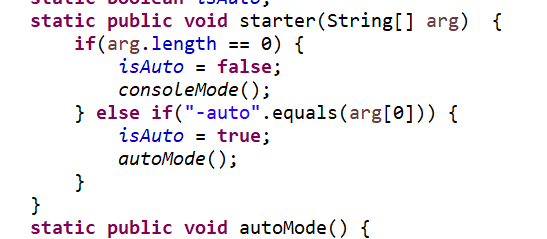 static boolean isAuto;
static public void starter(String[] arg)  {
    if(arg.length == 0) {
        isAuto = false;
        consoleMode();
    } else if("-auto".equals(arg[0])) {
        isAuto = true;
        autoMode();
    }
}
static public void autoMode() {